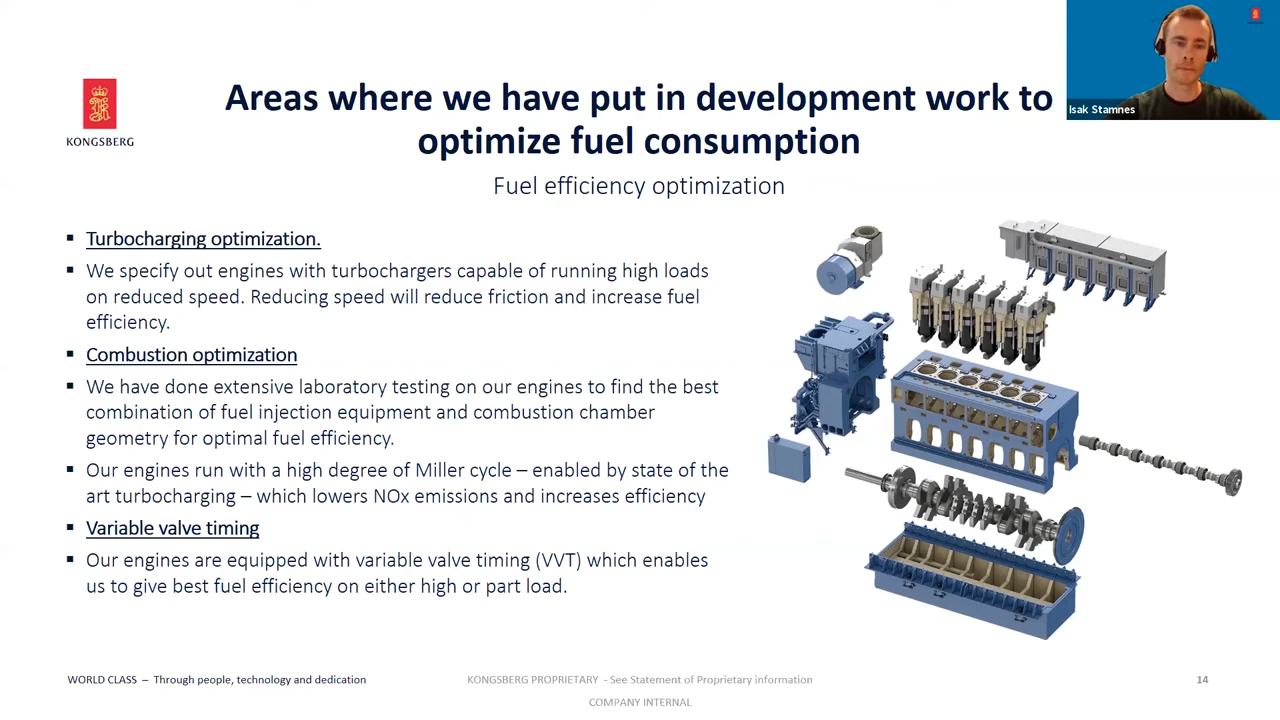 Isak Stamnes
KONGSBERG
Areas where we have put in development work to
optimize fuel consumption
Fuel efficiency optimization
▪ Turbocharging optimization.
▪ We specify out engines with turbochargers capable of running high loads
on reduced speed. Reducing speed will reduce friction and increase fuel
efficiency.
▪ Combustion optimization
▪ We have done extensive laboratory testing on our engines to find the best
combination of fuel injection equipment and combustion chamber
geometry for optimal fuel efficiency.
▪ Our engines run with a high degree of Miller cycle – enabled by state of the
art turbocharging – which lowers NOx emissions and increases efficiency
▪ Variable valve timing
▪ Our engines are equipped with variable valve timing (VVT) which enables
us to give best fuel efficiency on either high or part load.
WORLD CLASS – Through people, technology and dedication
KONGSBERG PROPRIETARY - See Statement of Proprietary information
14
COMPANY INTERNAL